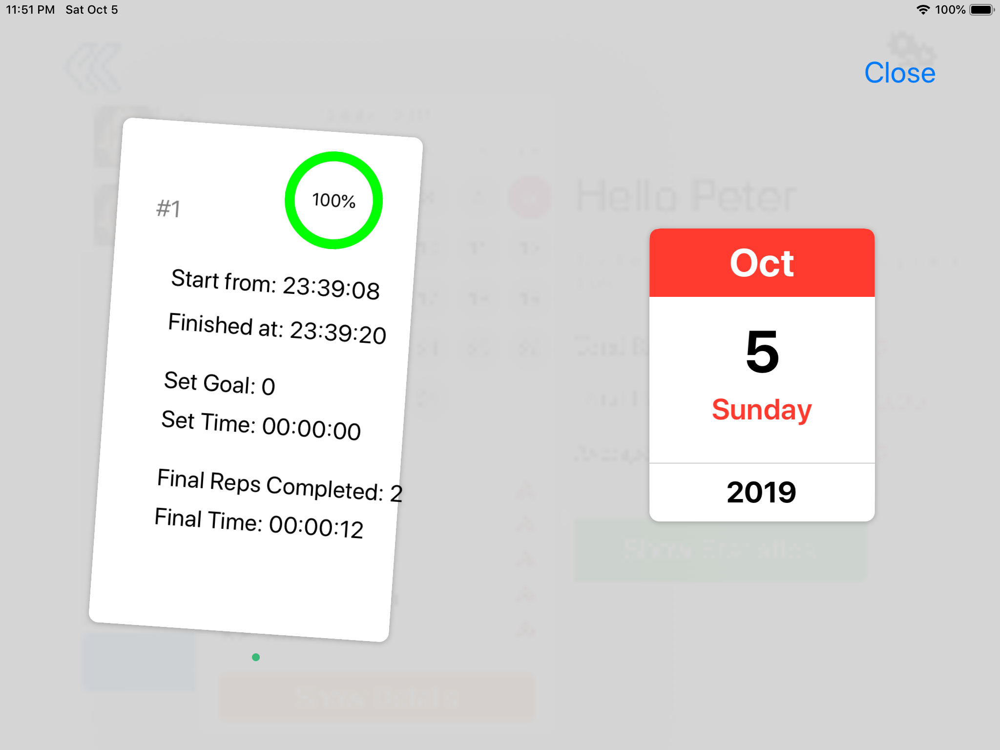 11:51 PM Sat Oct 5
100%
Close
Hello Peter
#1
100%
Start from: 23:39:08
Finished at: 23:39:20
Set Goal: 0
Set Time: 00:00:00
Final Reps Completed: 2
Final Time: 00:00:12
Oct
5
Sunday
2019
Show Details